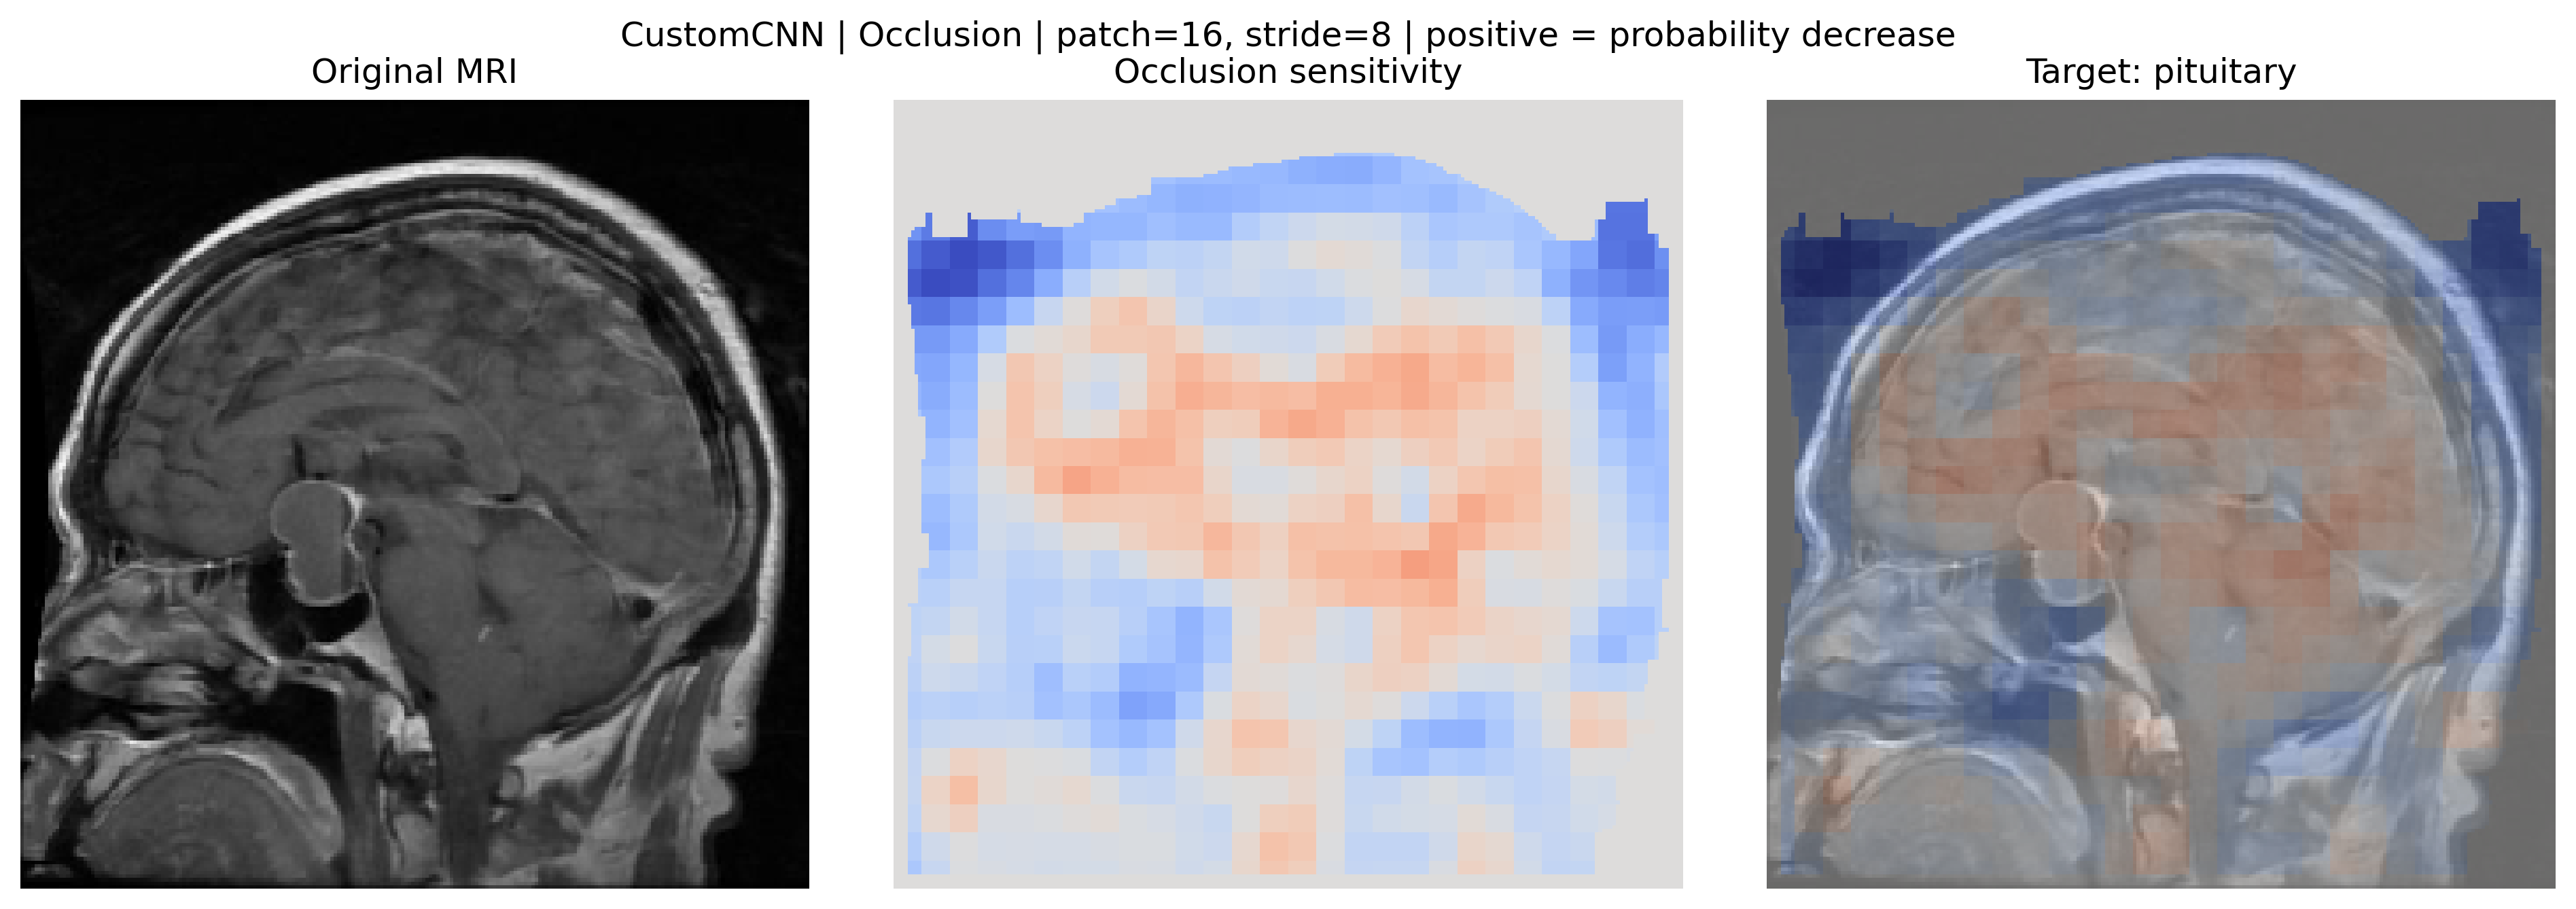 CustomCNN | Occlusion | patch=16, stride=8 | positive = probability decrease
Original MRI
Occlusion sensitivity
Target: pituitary